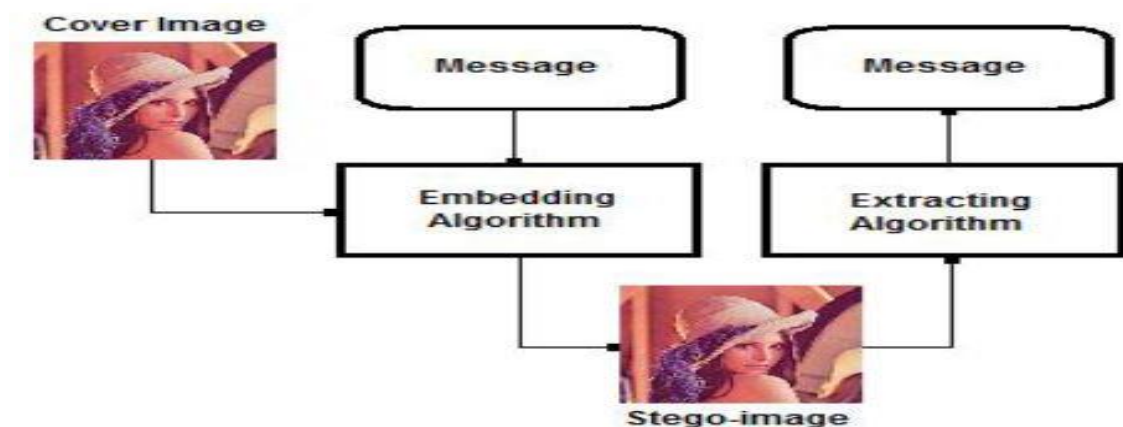 Cover Image
Message
Message
Embedding
Algorithm
Extracting
Algorithm
Stego-image